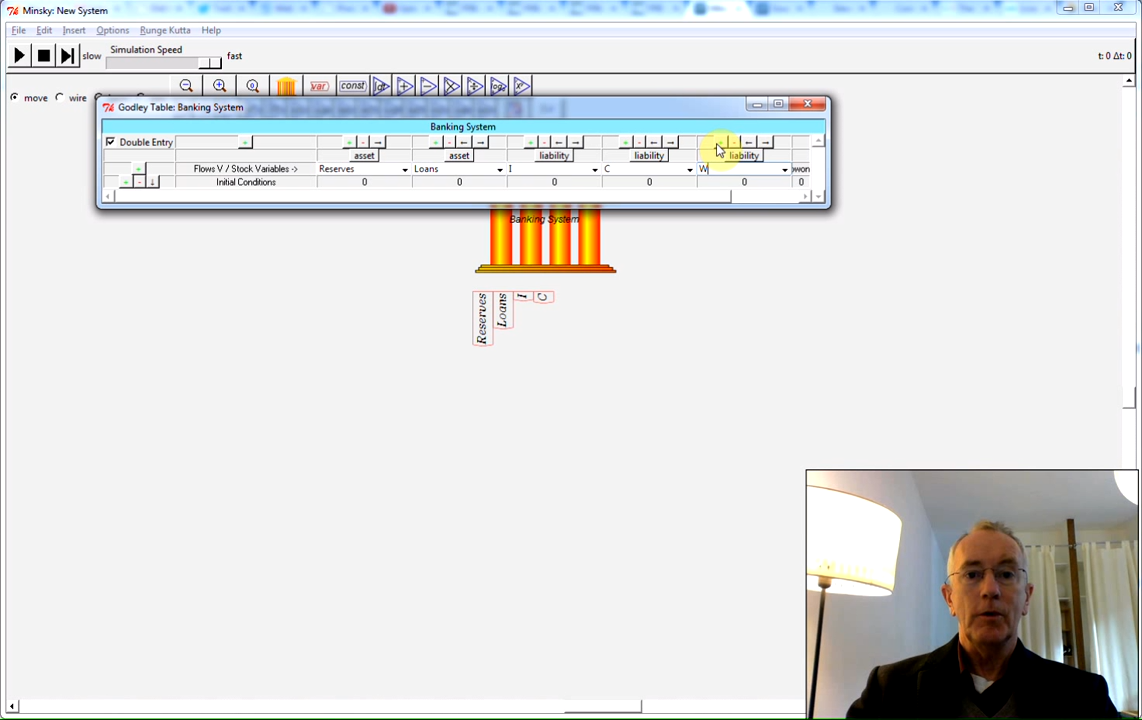 Minsky: New System
File Edit Insert Options Runge Kutta Help
slow Simulation Speed fast t: 0 Δt: 0
move wire var const ∫dt + − × ÷ log
Godley Table: Banking System
Banking System
Double Entry + + - → + - ← → + - ← → + - ← → + - ← →
asset asset liability liability liability
+ Flows V / Stock Variables -> Reserves Loans I C W
+ - ↓ Initial Conditions 0 0 0 0 0 0
Banking System
Reserves Loans I C